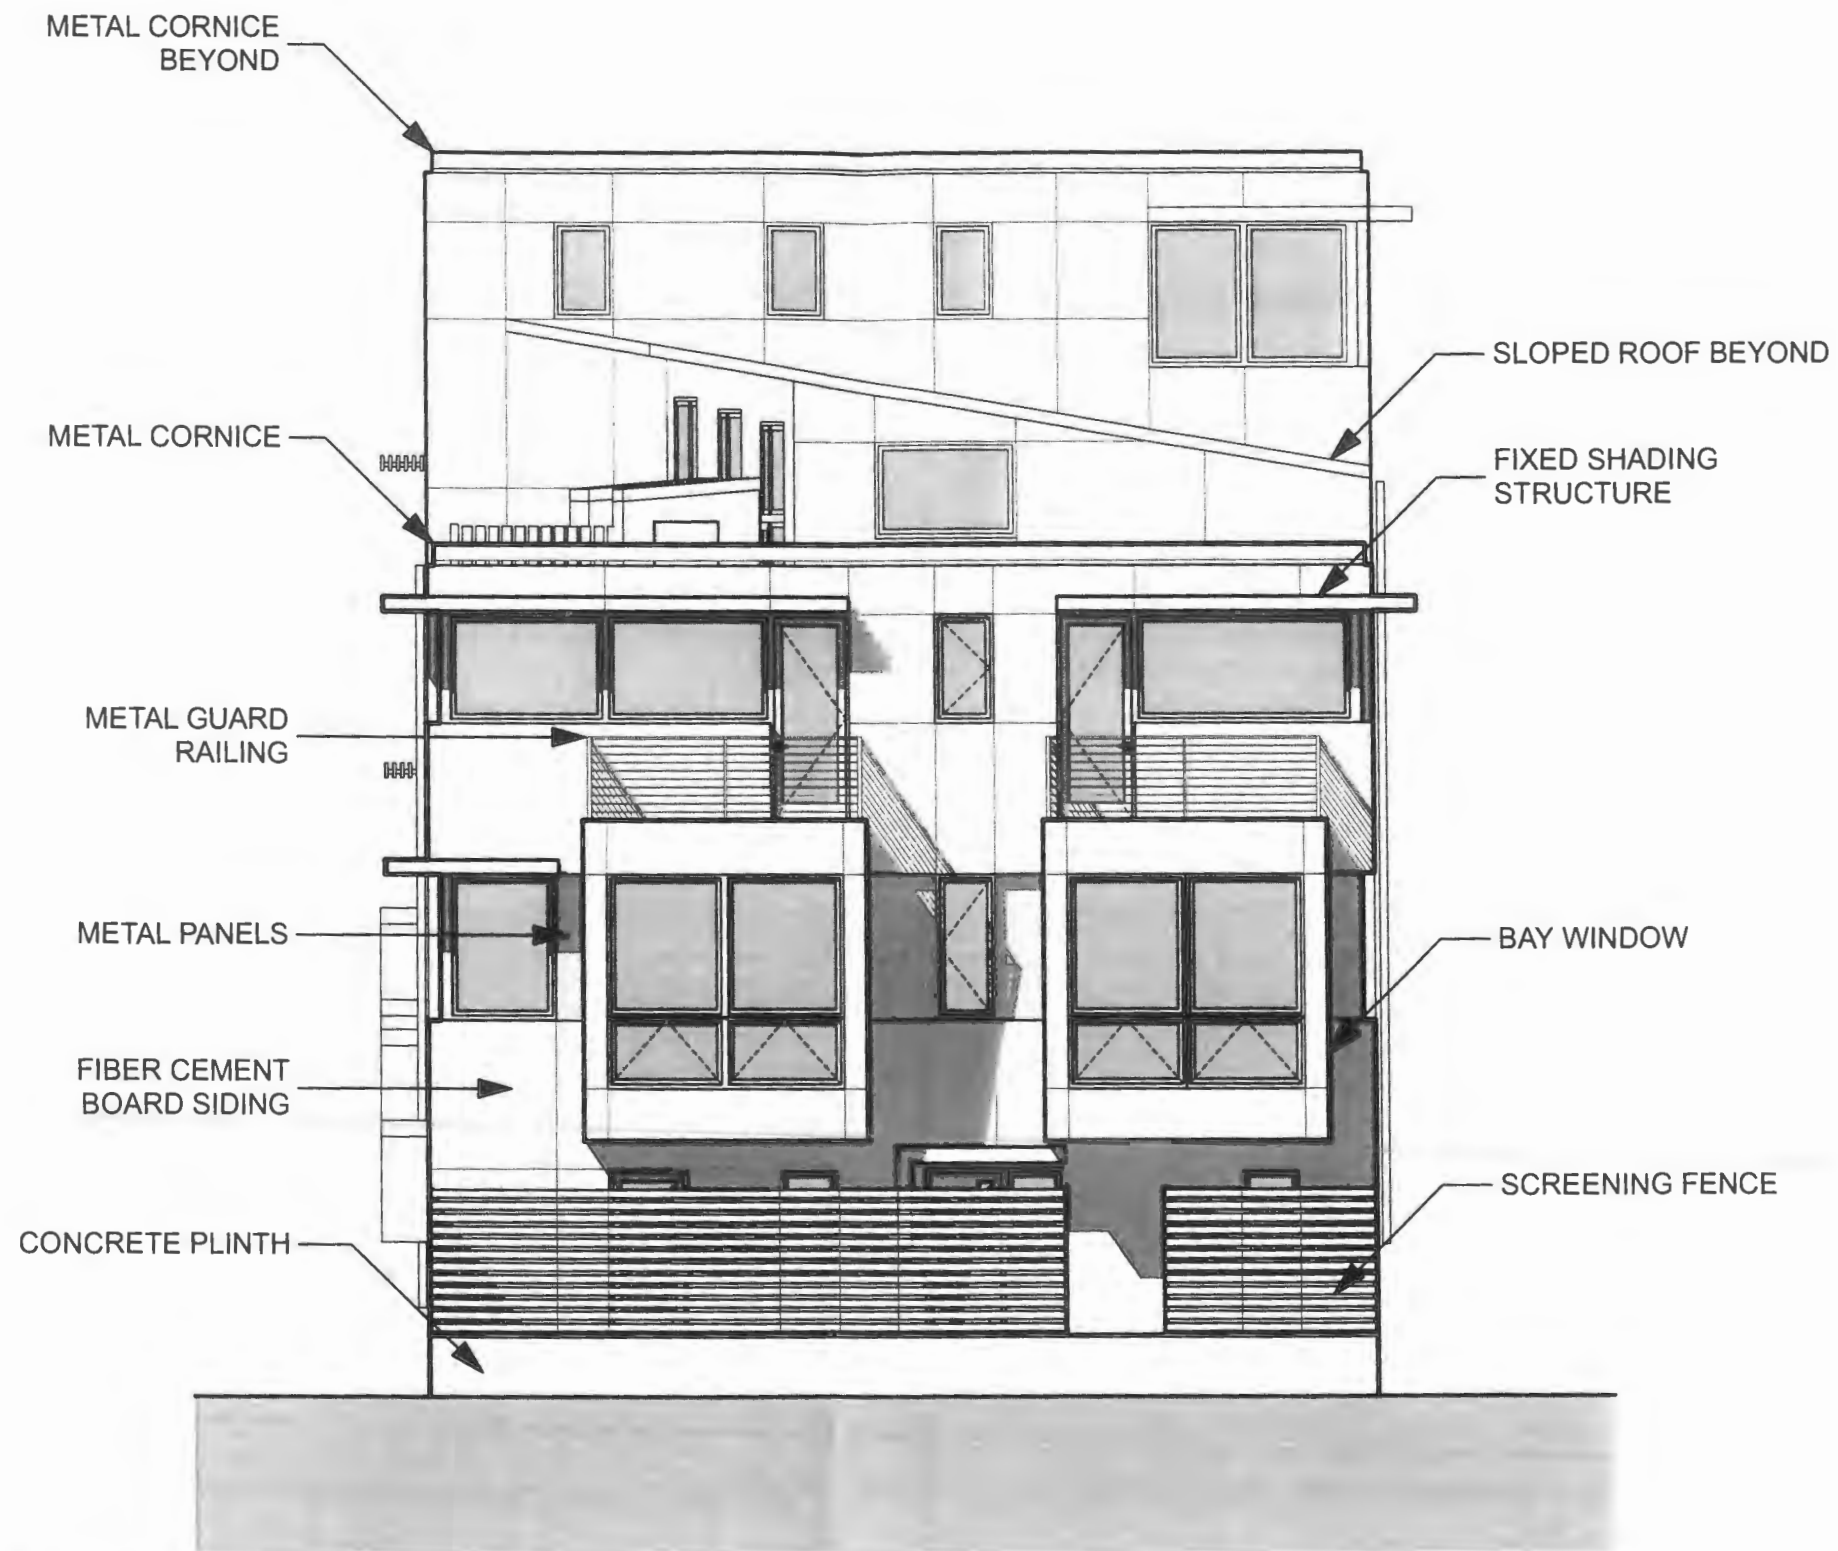 METAL CORNICE
BEYOND
METAL CORNICE
METAL GUARD
RAILING
METAL PANELS
FIBER CEMENT
BOARD SIDING
CONCRETE PLINTH
SLOPED ROOF BEYOND
FIXED SHADING
STRUCTURE
BAY WINDOW
SCREENING FENCE